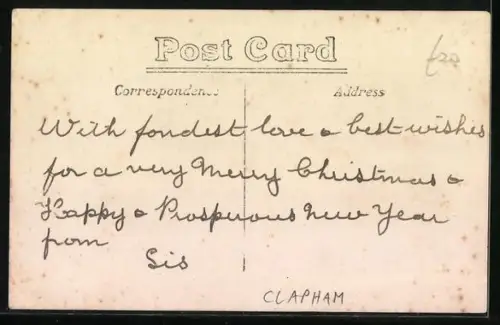 Post Card
£20
Correspondence
Address
With fondest love & best wishes
for a very Merry Christmas &
Happy & Prosperous New Year
from
Sis
CLAPHAM